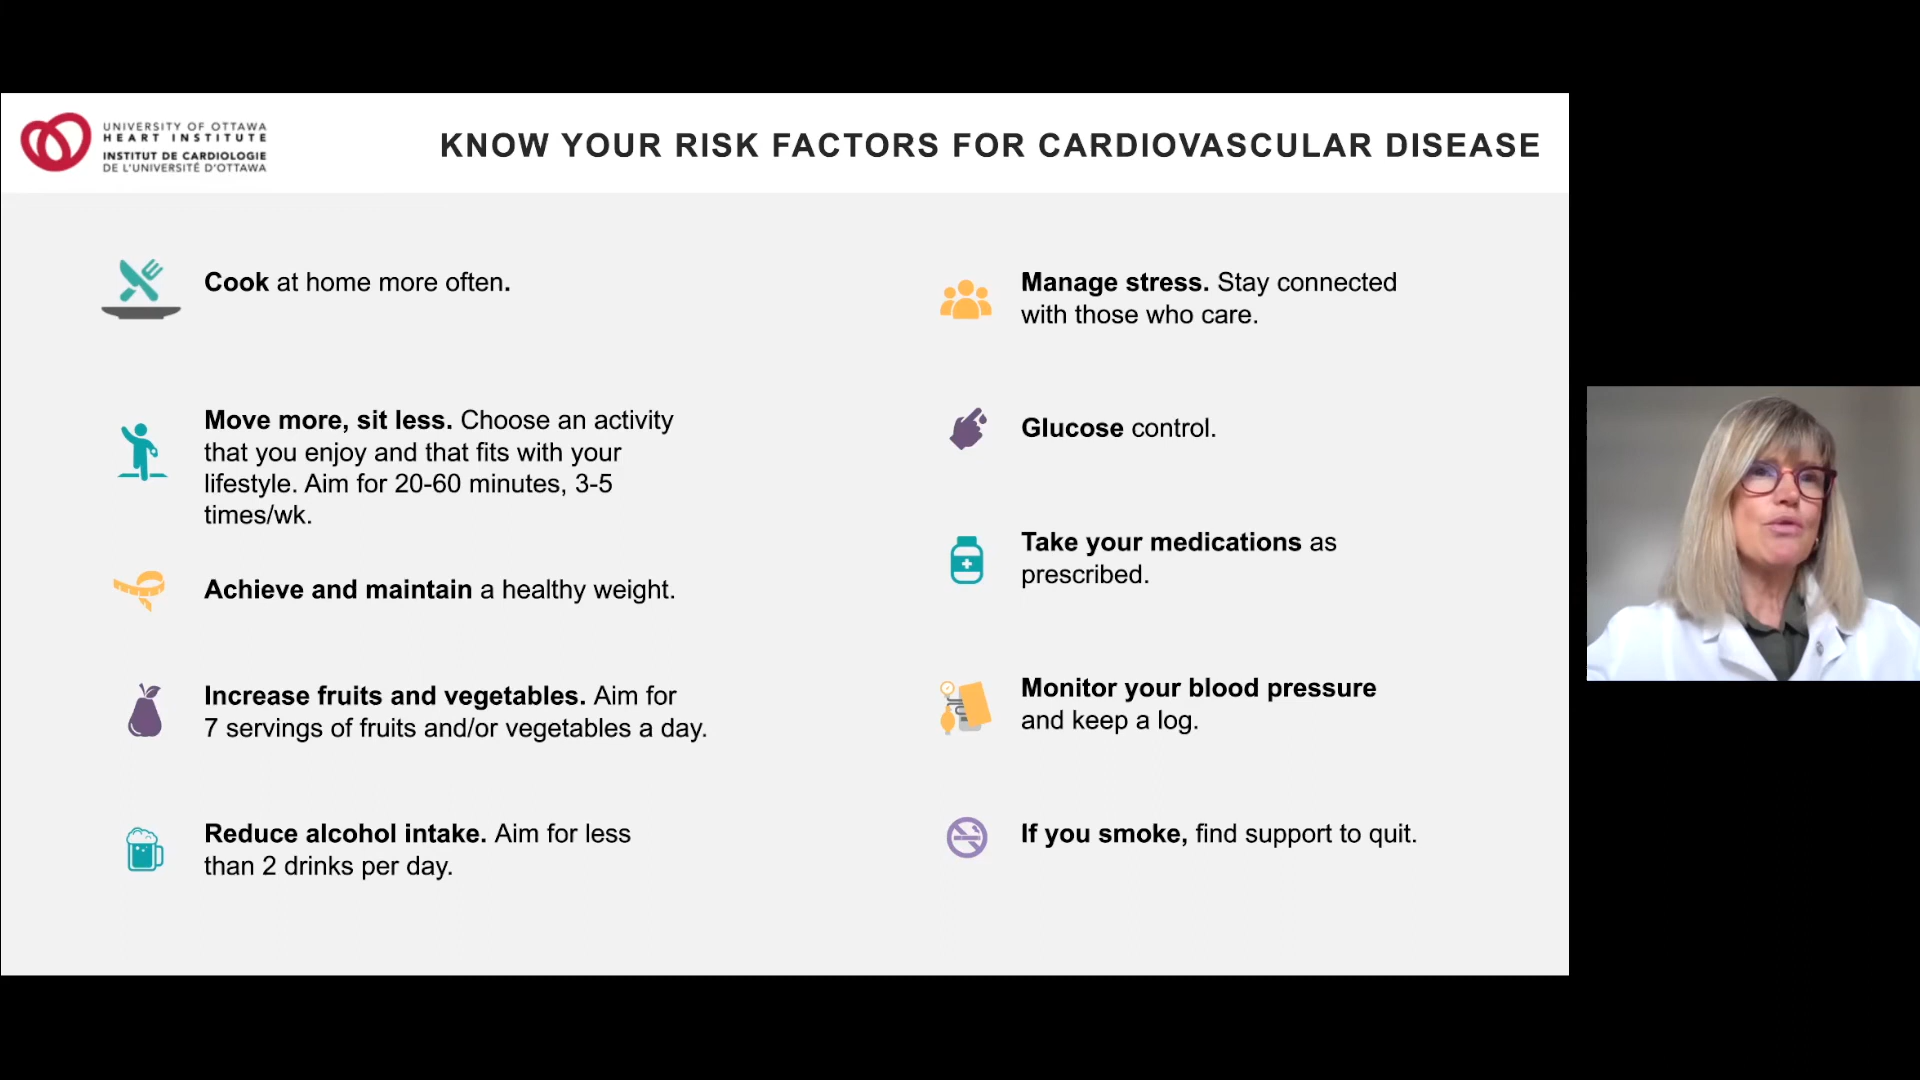 UNIVERSITY OF OTTAWA
HEART INSTITUTE
INSTITUT DE CARDIOLOGIE
DE L'UNIVERSITÉ D'OTTAWA
KNOW YOUR RISK FACTORS FOR CARDIOVASCULAR DISEASE
Cook at home more often.
Move more, sit less. Choose an activity
that you enjoy and that fits with your
lifestyle. Aim for 20-60 minutes, 3-5
times/wk.
Achieve and maintain a healthy weight.
Increase fruits and vegetables. Aim for
7 servings of fruits and/or vegetables a day.
Reduce alcohol intake. Aim for less
than 2 drinks per day.
Manage stress. Stay connected
with those who care.
Glucose control.
Take your medications as
prescribed.
Monitor your blood pressure
and keep a log.
If you smoke, find support to quit.